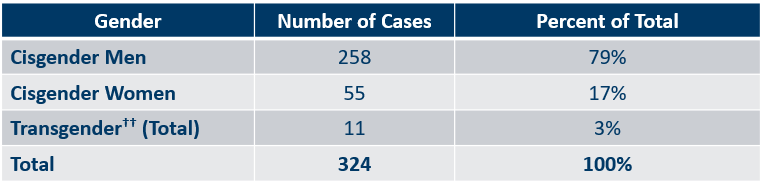 Gender Number of Cases Percent of Total
Cisgender Men 258 79%
Cisgender Women 55 17%
Transgender†† (Total) 11 3%
Total 324 100%